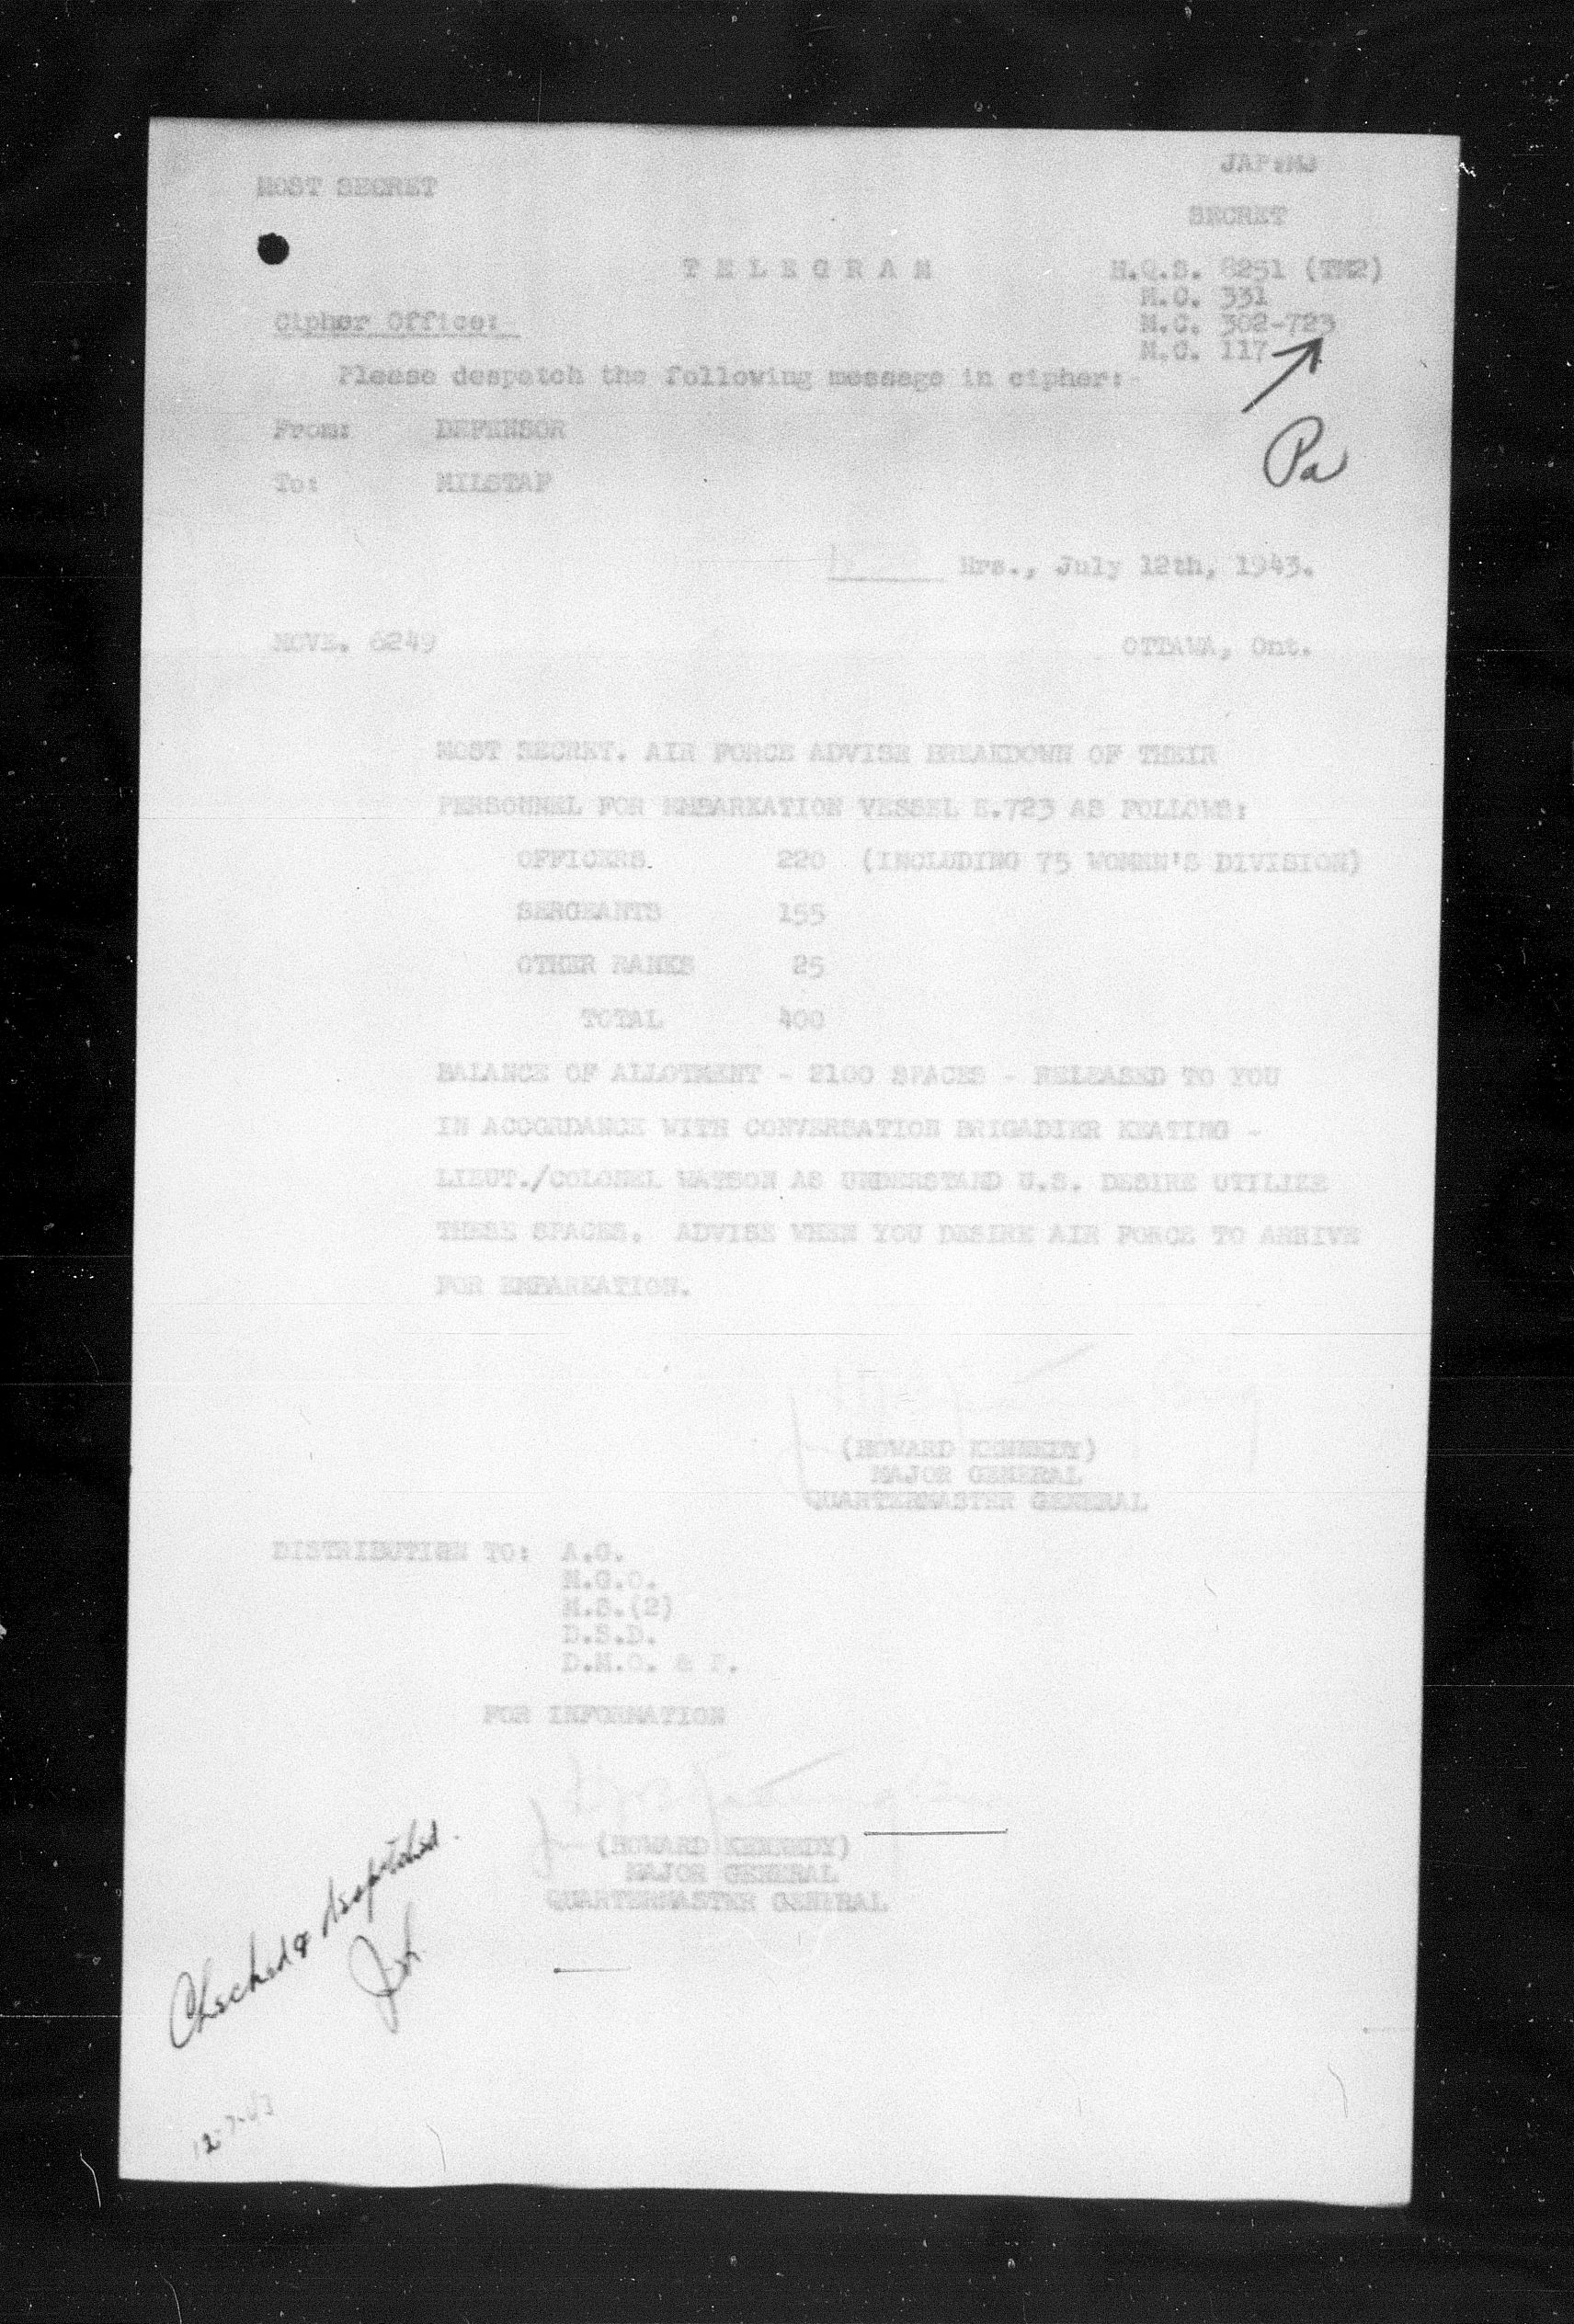 JAP:MJ
MOST SECRET
SECRET
TELEGRAM
H.Q.S. 8251 (TM2)
M.C. 331
M.C. 302-723
M.C. 117
Pa
Cipher Office:
Please despatch the following message in cipher:-
From: DEFENSOR
To: MILSTAF
Hrs., July 12th, 1943.
MOVE. 6249
OTTAWA, Ont.
MOST SECRET. AIR FORCE ADVISE BREAKDOWN OF THEIR
PERSONNEL FOR EMBARKATION VESSEL E.723 AS FOLLOWS:
OFFICERS. 220 (INCLUDING 75 WOMEN'S DIVISION)
SERGEANTS 155
OTHER RANKS 25
TOTAL 400
BALANCE OF ALLOTMENT - 2100 SPACES - RELEASED TO YOU
IN ACCORDANCE WITH CONVERSATION BRIGADIER KEATING -
LIEUT./COLONEL WATSON AS UNDERSTAND U.S. DESIRE UTILIZE
THESE SPACES. ADVISE WHEN YOU DESIRE AIR FORCE TO ARRIVE
FOR EMBARKATION.
(HOWARD KENNEDY)
MAJOR GENERAL
QUARTERMASTER GENERAL
DISTRIBUTION TO: A.G.
M.G.O.
M.S.(2)
D.S.D.
D.M.O. & P.
FOR INFORMATION
(HOWARD KENNEDY)
MAJOR GENERAL
QUARTERMASTER GENERAL
Checked & despatched.
12-7-43